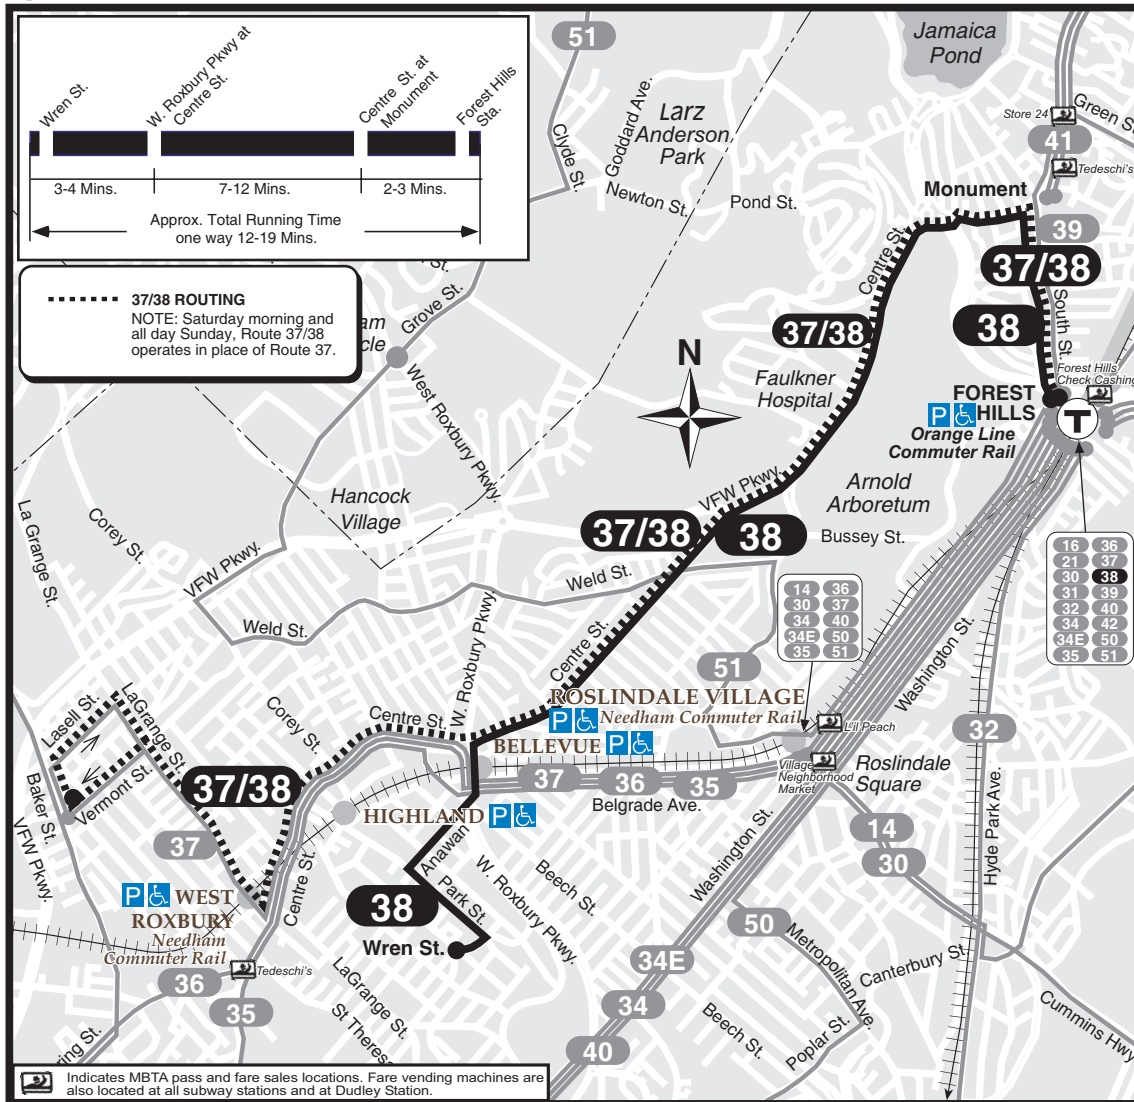 Wren St.
W. Roxbury Pkwy at
Centre St.
Centre St. at
Monument
Forest Hills
Sta.
3-4 Mins.
7-12 Mins.
2-3 Mins.
Approx. Total Running Time
one way 12-19 Mins.
37/38 ROUTING
NOTE: Saturday morning and
all day Sunday, Route 37/38
operates in place of Route 37.
51
Jamaica
Pond
Goddard Ave.
Larz
Anderson
Park
Clyde St.
Newton St.
Pond St.
Store 24
Green S
41
Tedeschi's
Monument
39
St.
Grove St.
am
cle
Centre St.
37/38
37/38
38
South St.
Forest Hills
Check Cashing
N
West Roxbury Pkwy.
Faulkner
Hospital
FOREST
P HILLS
Orange Line
Commuter Rail
T
La Grange St.
Corey St.
Hancock
Village
VFW Pkwy.
Arnold
Arboretum
37/38
38
Bussey St.
VFW Pkwy.
Weld St.
Weld St.
16 36
21 37
30 38
31 39
32 40
34 42
34E 50
35 51
14 36
30 37
34 40
34E 50
35 51
W. Roxbury Pkwy.
Centre St.
51
Washington St.
Lasell St.
LaGrange St.
Corey St.
Centre St.
ROSLINDALE VILLAGE
P Needham Commuter Rail
BELLEVUE P
L'il Peach
32
Baker St.
Vermont St.
37/38
37
36
35
Belgrade Ave.
Village
Neighborhood
Market
Roslindale
Square
VFW Pkwy.
37
HIGHLAND P
Centre St.
Anawan
Washington St.
14
30
Hyde Park Ave.
P WEST
ROXBURY
Needham
Commuter Rail
38
Park St.
W. Roxbury Pkwy.
Beech St.
Wren St.
50
Metropolitan Ave.
Canterbury St.
Tedeschi's
36
35
LaGrange St.
St Theres
34E
34
40
Beech St.
Poplar St.
Cummins Hwy
ring St.
Indicates MBTA pass and fare sales locations. Fare vending machines are
also located at all subway stations and at Dudley Station.